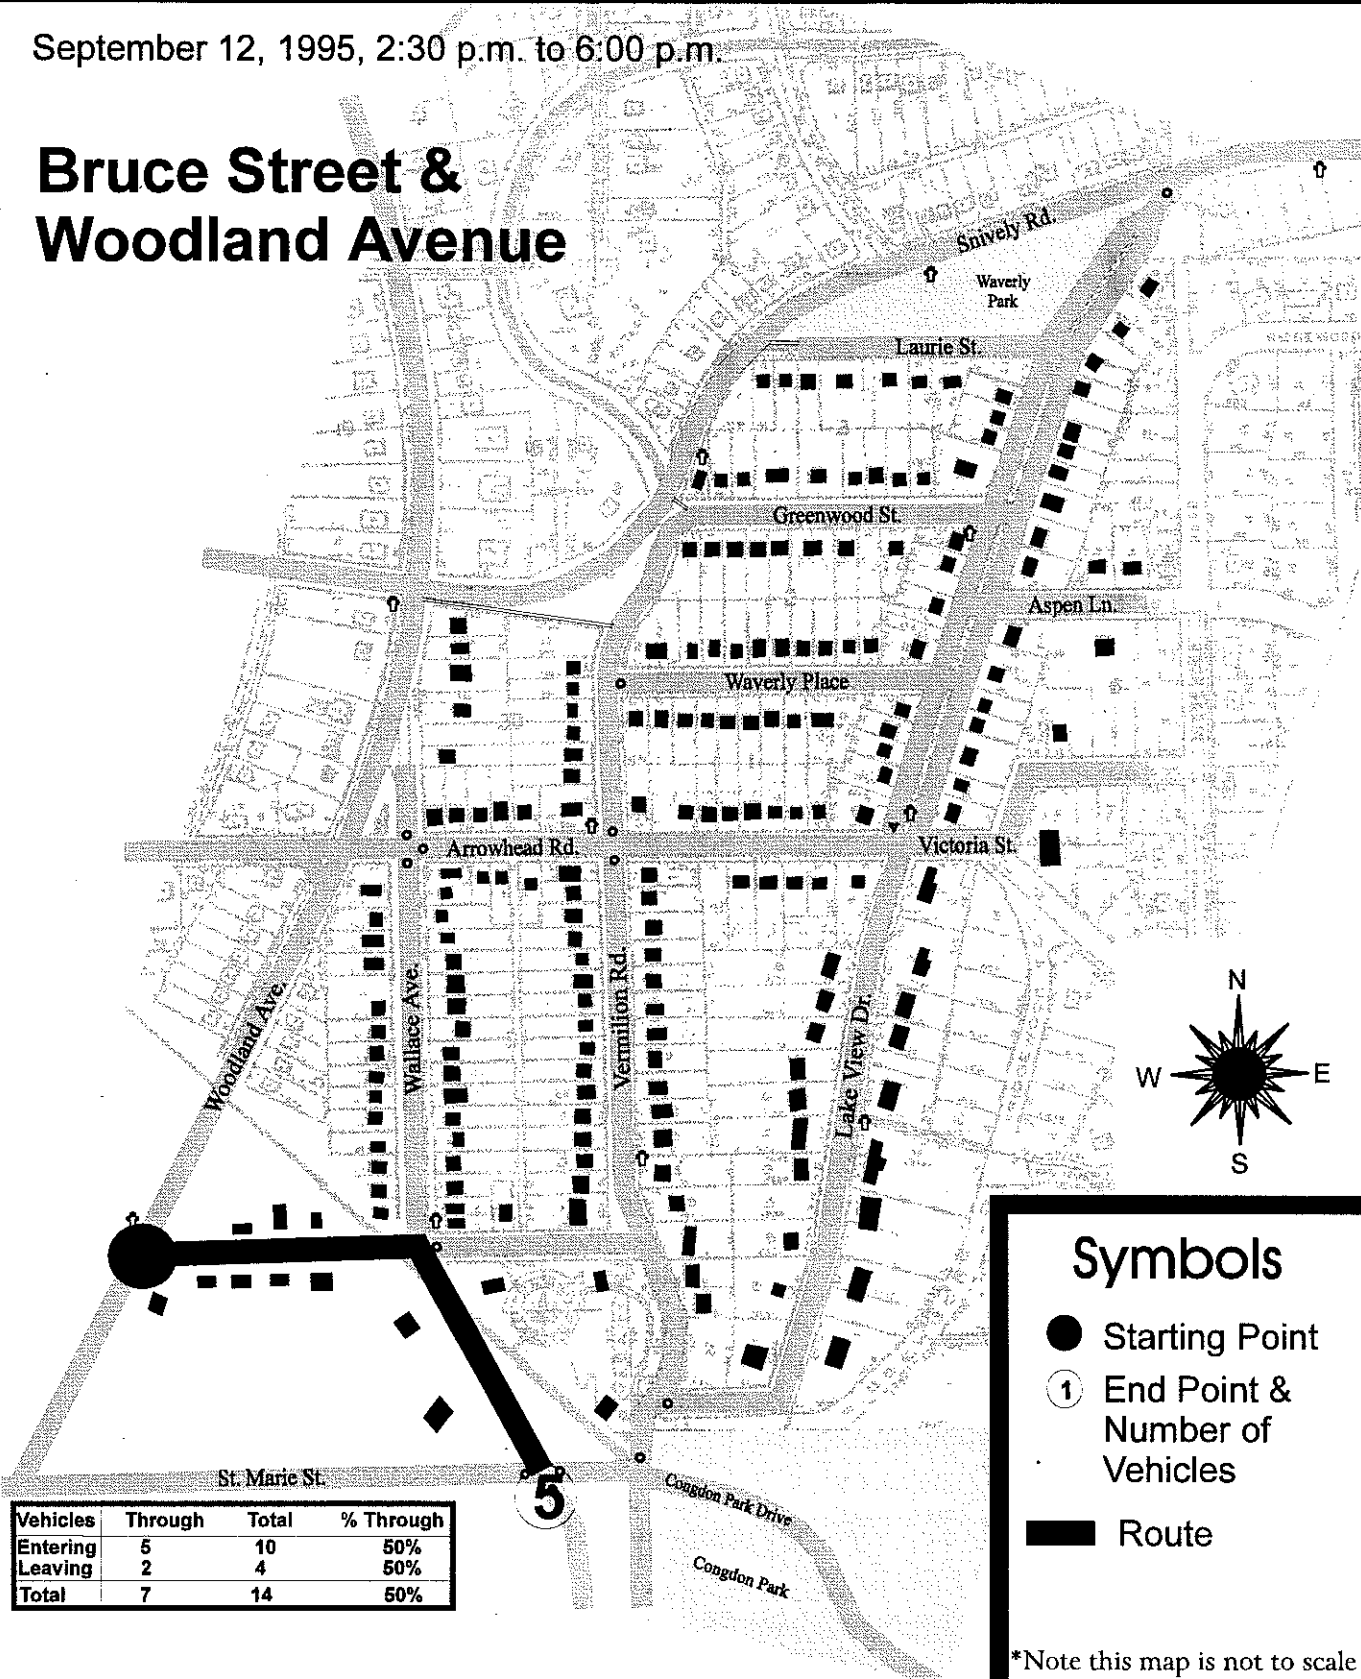 September 12, 1995, 2:30 p.m. to 6:00 p.m.
Bruce Street &
Woodland Avenue
Snively Rd.
Waverly
Park
Laurie St.
Greenwood St.
Aspen Ln.
Waverly Place
Arrowhead Rd.
Victoria St.
Woodland Ave.
Wallace Ave.
Vermilion Rd.
Lake View Dr.
N
W
E
S
St. Marie St.
5
Congdon Park Drive
Congdon Park
Vehicles Through Total % Through
Entering 5 10 50%
Leaving 2 4 50%
Total 7 14 50%
Symbols
Starting Point
1 End Point &
Number of
Vehicles
Route
*Note this map is not to scale